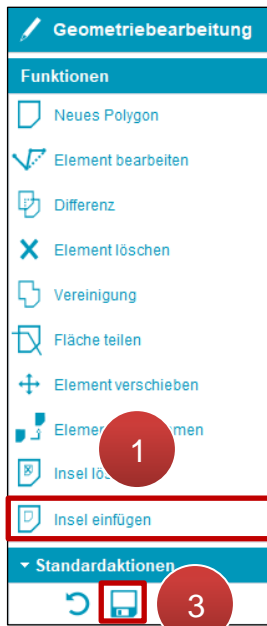 Geometriebearbeitung
Funktionen
Neues Polygon
Element bearbeiten
Differenz
Element löschen
Vereinigung
Fläche teilen
Element verschieben
1
Insel einfügen
Standardaktionen
3